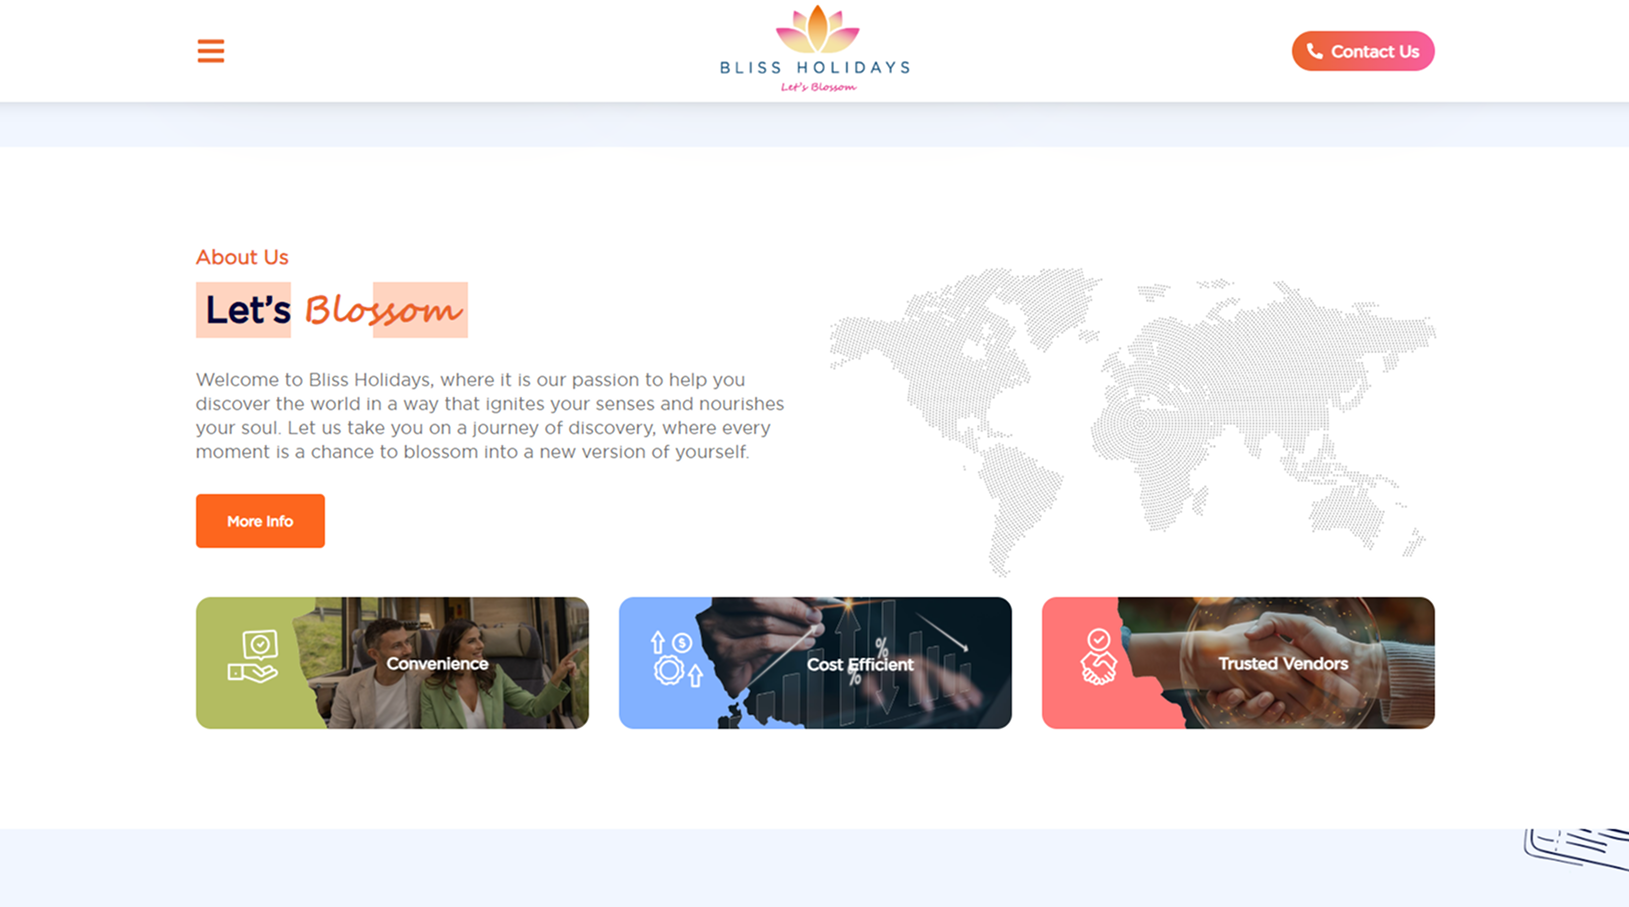 BLISS HOLIDAYS
Let's Blossom
Contact Us
About Us
Let's Blossom
Welcome to Bliss Holidays, where it is our passion to help you
discover the world in a way that ignites your senses and nourishes
your soul. Let us take you on a journey of discovery, where every
moment is a chance to blossom into a new version of yourself.
More Info
Convenience
$
%
Cost Efficient
%
Trusted Vendors